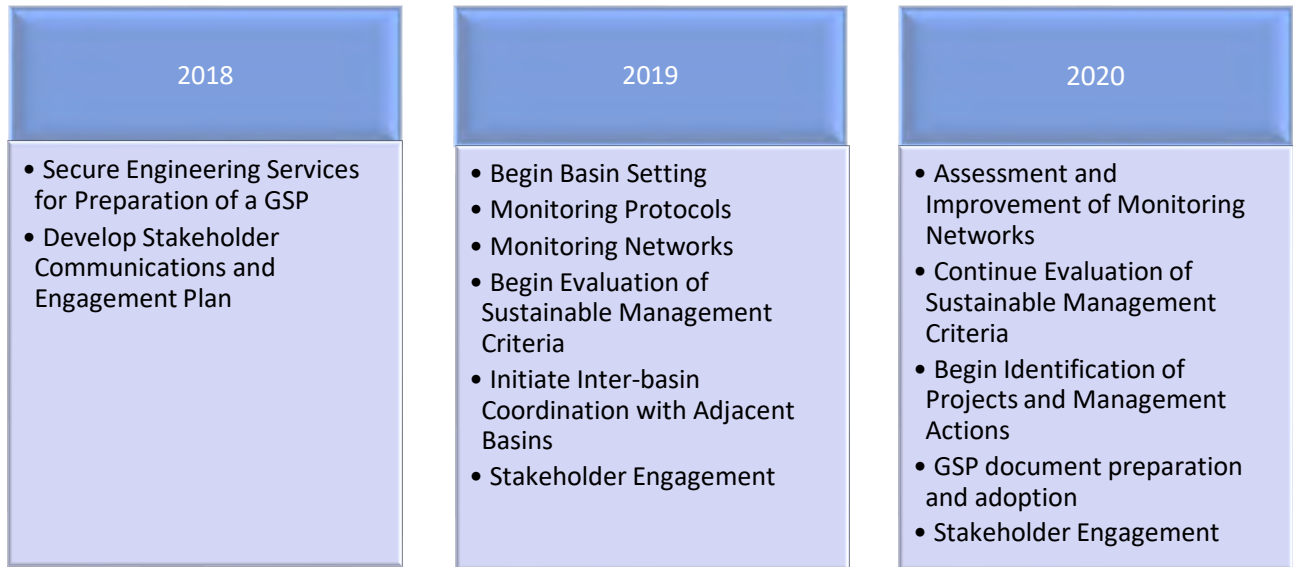 2018
• Secure Engineering Services
for Preparation of a GSP
• Develop Stakeholder
Communications and
Engagement Plan
2019
• Begin Basin Setting
• Monitoring Protocols
• Monitoring Networks
• Begin Evaluation of
Sustainable Management
Criteria
• Initiate Inter-basin
Coordination with Adjacent
Basins
• Stakeholder Engagement
2020
• Assessment and
Improvement of Monitoring
Networks
• Continue Evaluation of
Sustainable Management
Criteria
• Begin Identification of
Projects and Management
Actions
• GSP document preparation
and adoption
• Stakeholder Engagement